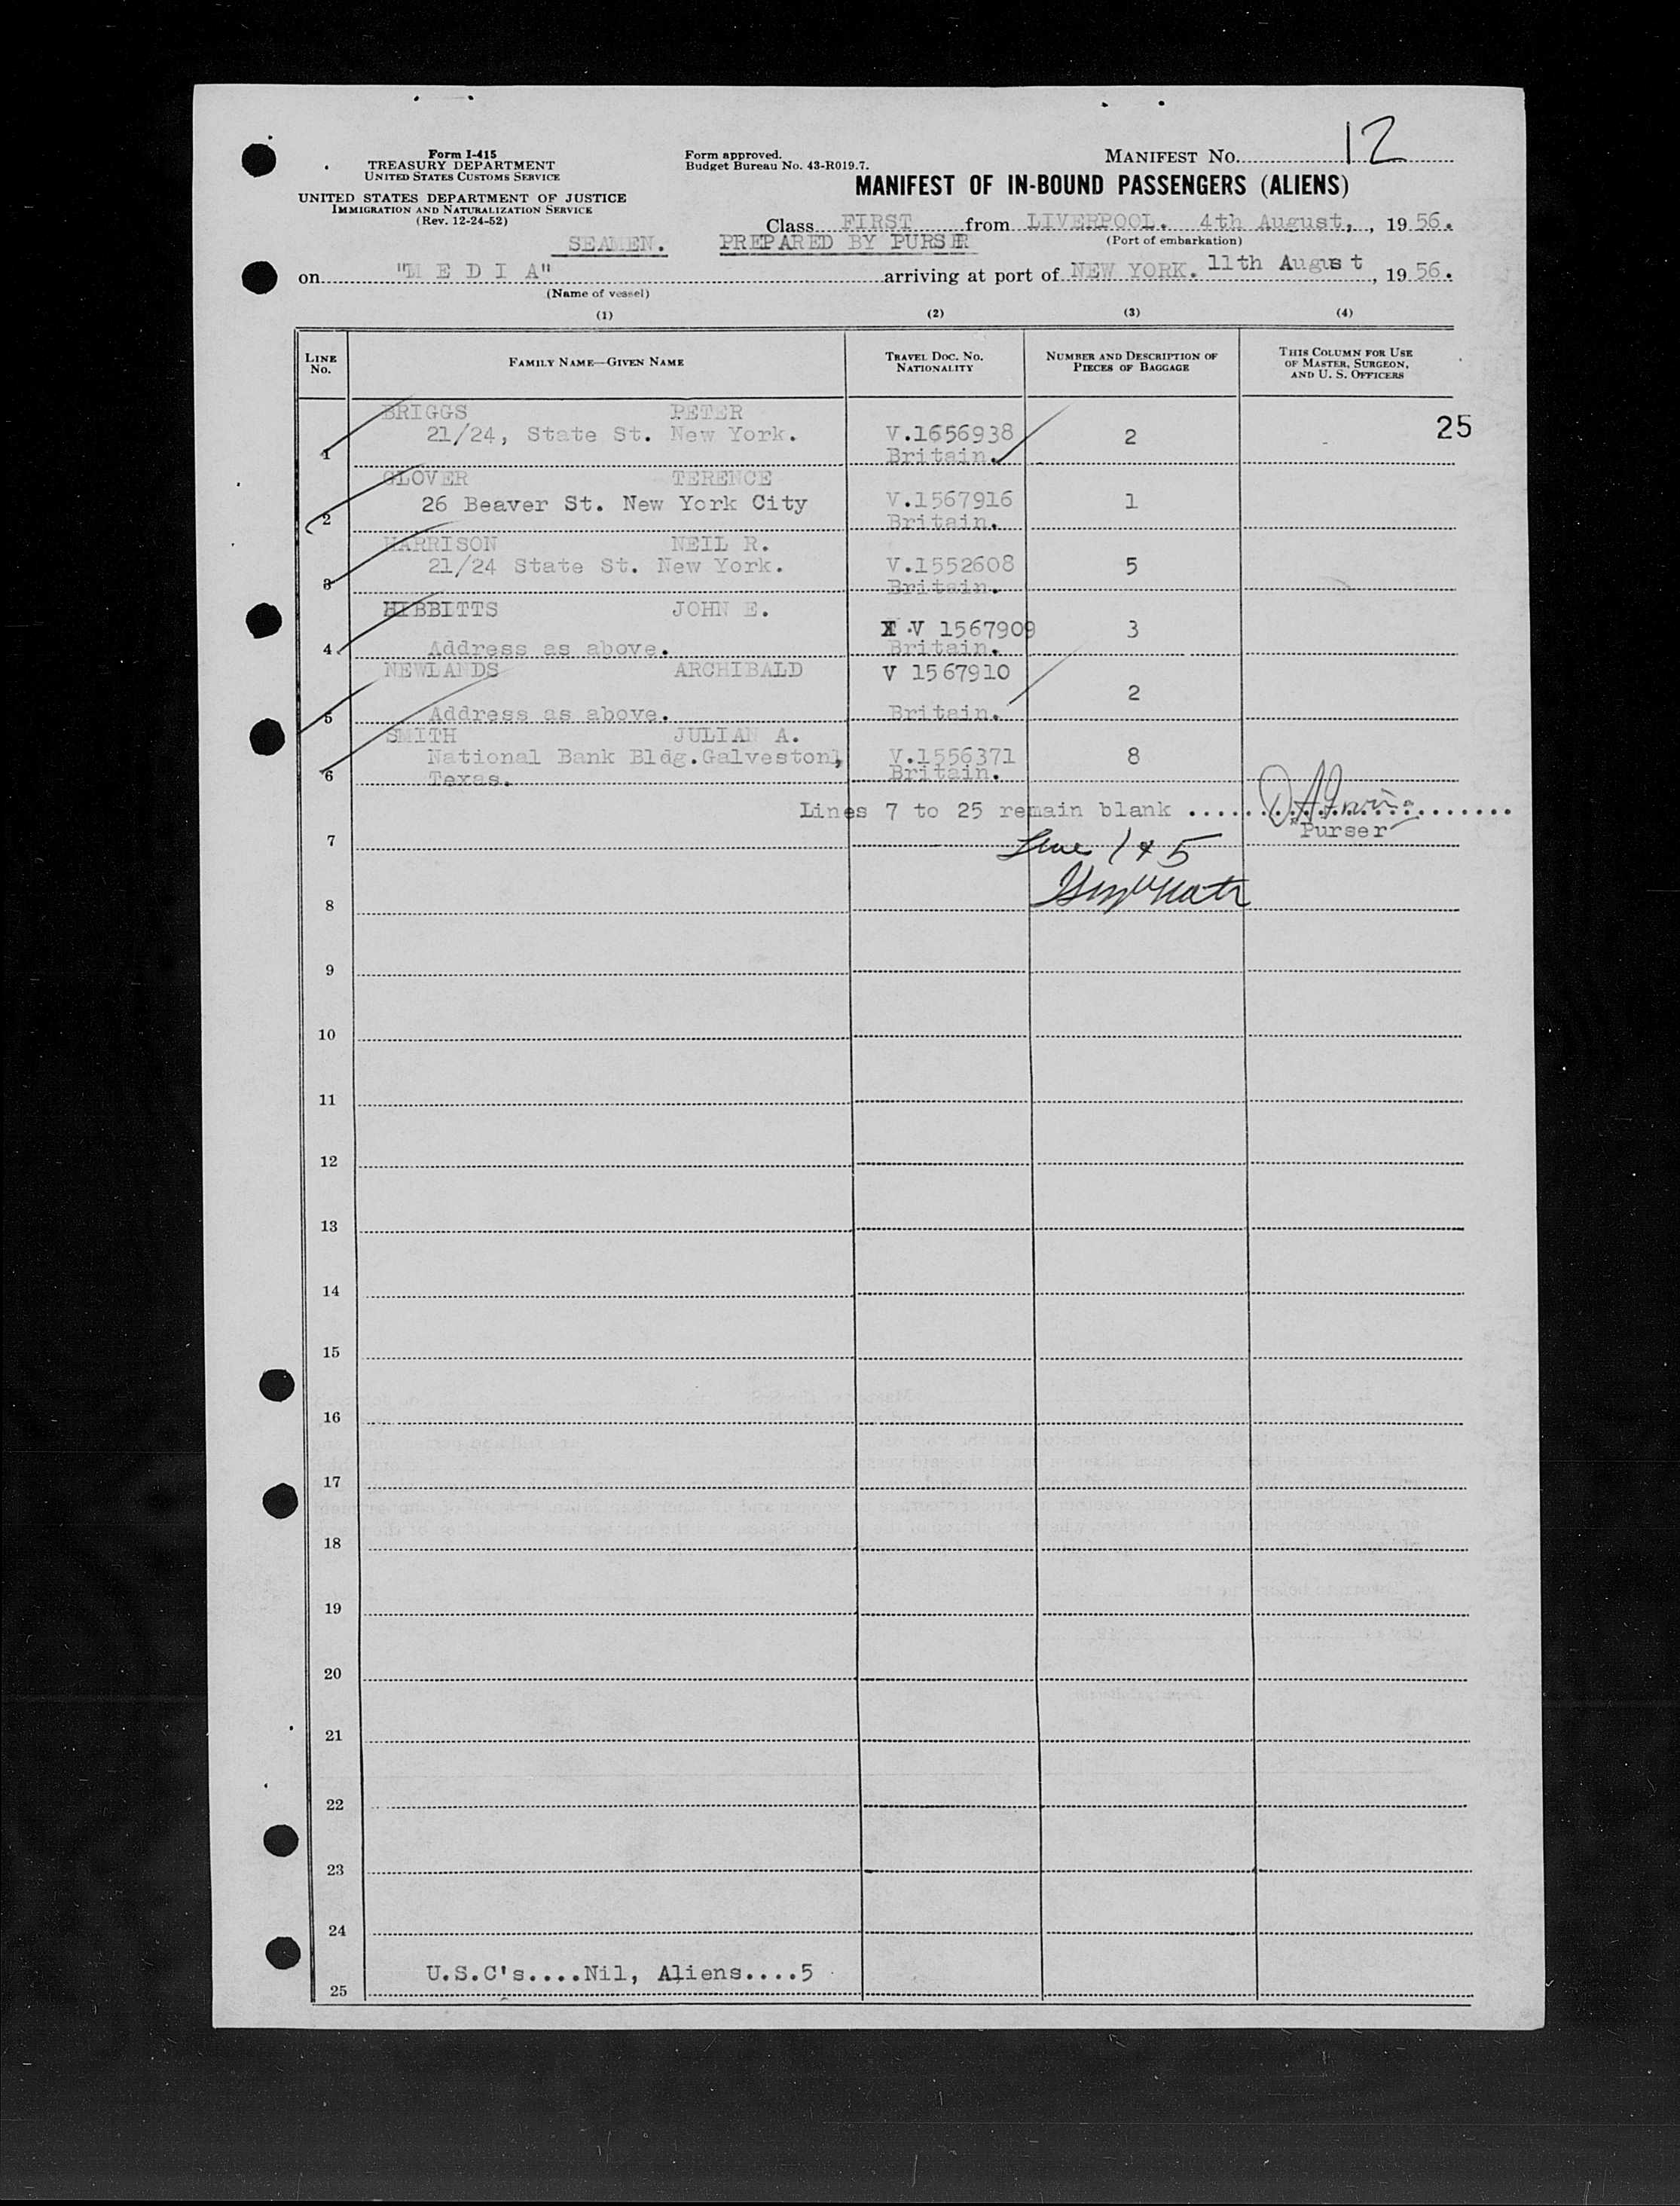 Form I-415
TREASURY DEPARTMENT
UNITED STATES CUSTOMS SERVICE
UNITED STATES DEPARTMENT OF JUSTICE
IMMIGRATION AND NATURALIZATION SERVICE
(Rev. 12-24-52)
Form approved.
Budget Bureau No. 43-R019.7.
MANIFEST NO. 12
MANIFEST OF IN-BOUND PASSENGERS (ALIENS)
Class FIRST from LIVERPOOL. 4th August, , 19 56.
SEAMEN. PREPARED BY PURSER (Port of embarkation)
on "M E D I A" arriving at port of NEW YORK. 11th August , 19 56.
(Name of vessel)
(1) (2) (3) (4)
LINE NO. FAMILY NAME—GIVEN NAME TRAVEL DOC. NO. NATIONALITY NUMBER AND DESCRIPTION OF PIECES OF BAGGAGE THIS COLUMN FOR USE OF MASTER, SURGEON, AND U. S. OFFICERS
BRIGGS PETER
21/24, State St. New York. V.1656938 2 25
1 Britain.
GLOVER TERENCE
26 Beaver St. New York City V.1567916 1
2 Britain.
HARRISON NEIL R.
21/24 State St. New York. V.1552608 5
3 Britain.
HIBBITTS JOHN E.
X.V 1567909 3
4 Address as above. Britain.
NEWLANDS ARCHIBALD V 1567910
2
5 Address as above. Britain.
SMITH JULIAN A.
National Bank Bldg.Galveston, V.1556371 8
6 Texas. Britain.
Lines 7 to 25 remain blank ....................
Purser
7 Line 1 & 5
8
9
10
11
12
13
14
15
16
17
18
19
20
21
22
23
24
U.S.C's....Nil, Aliens....5
25